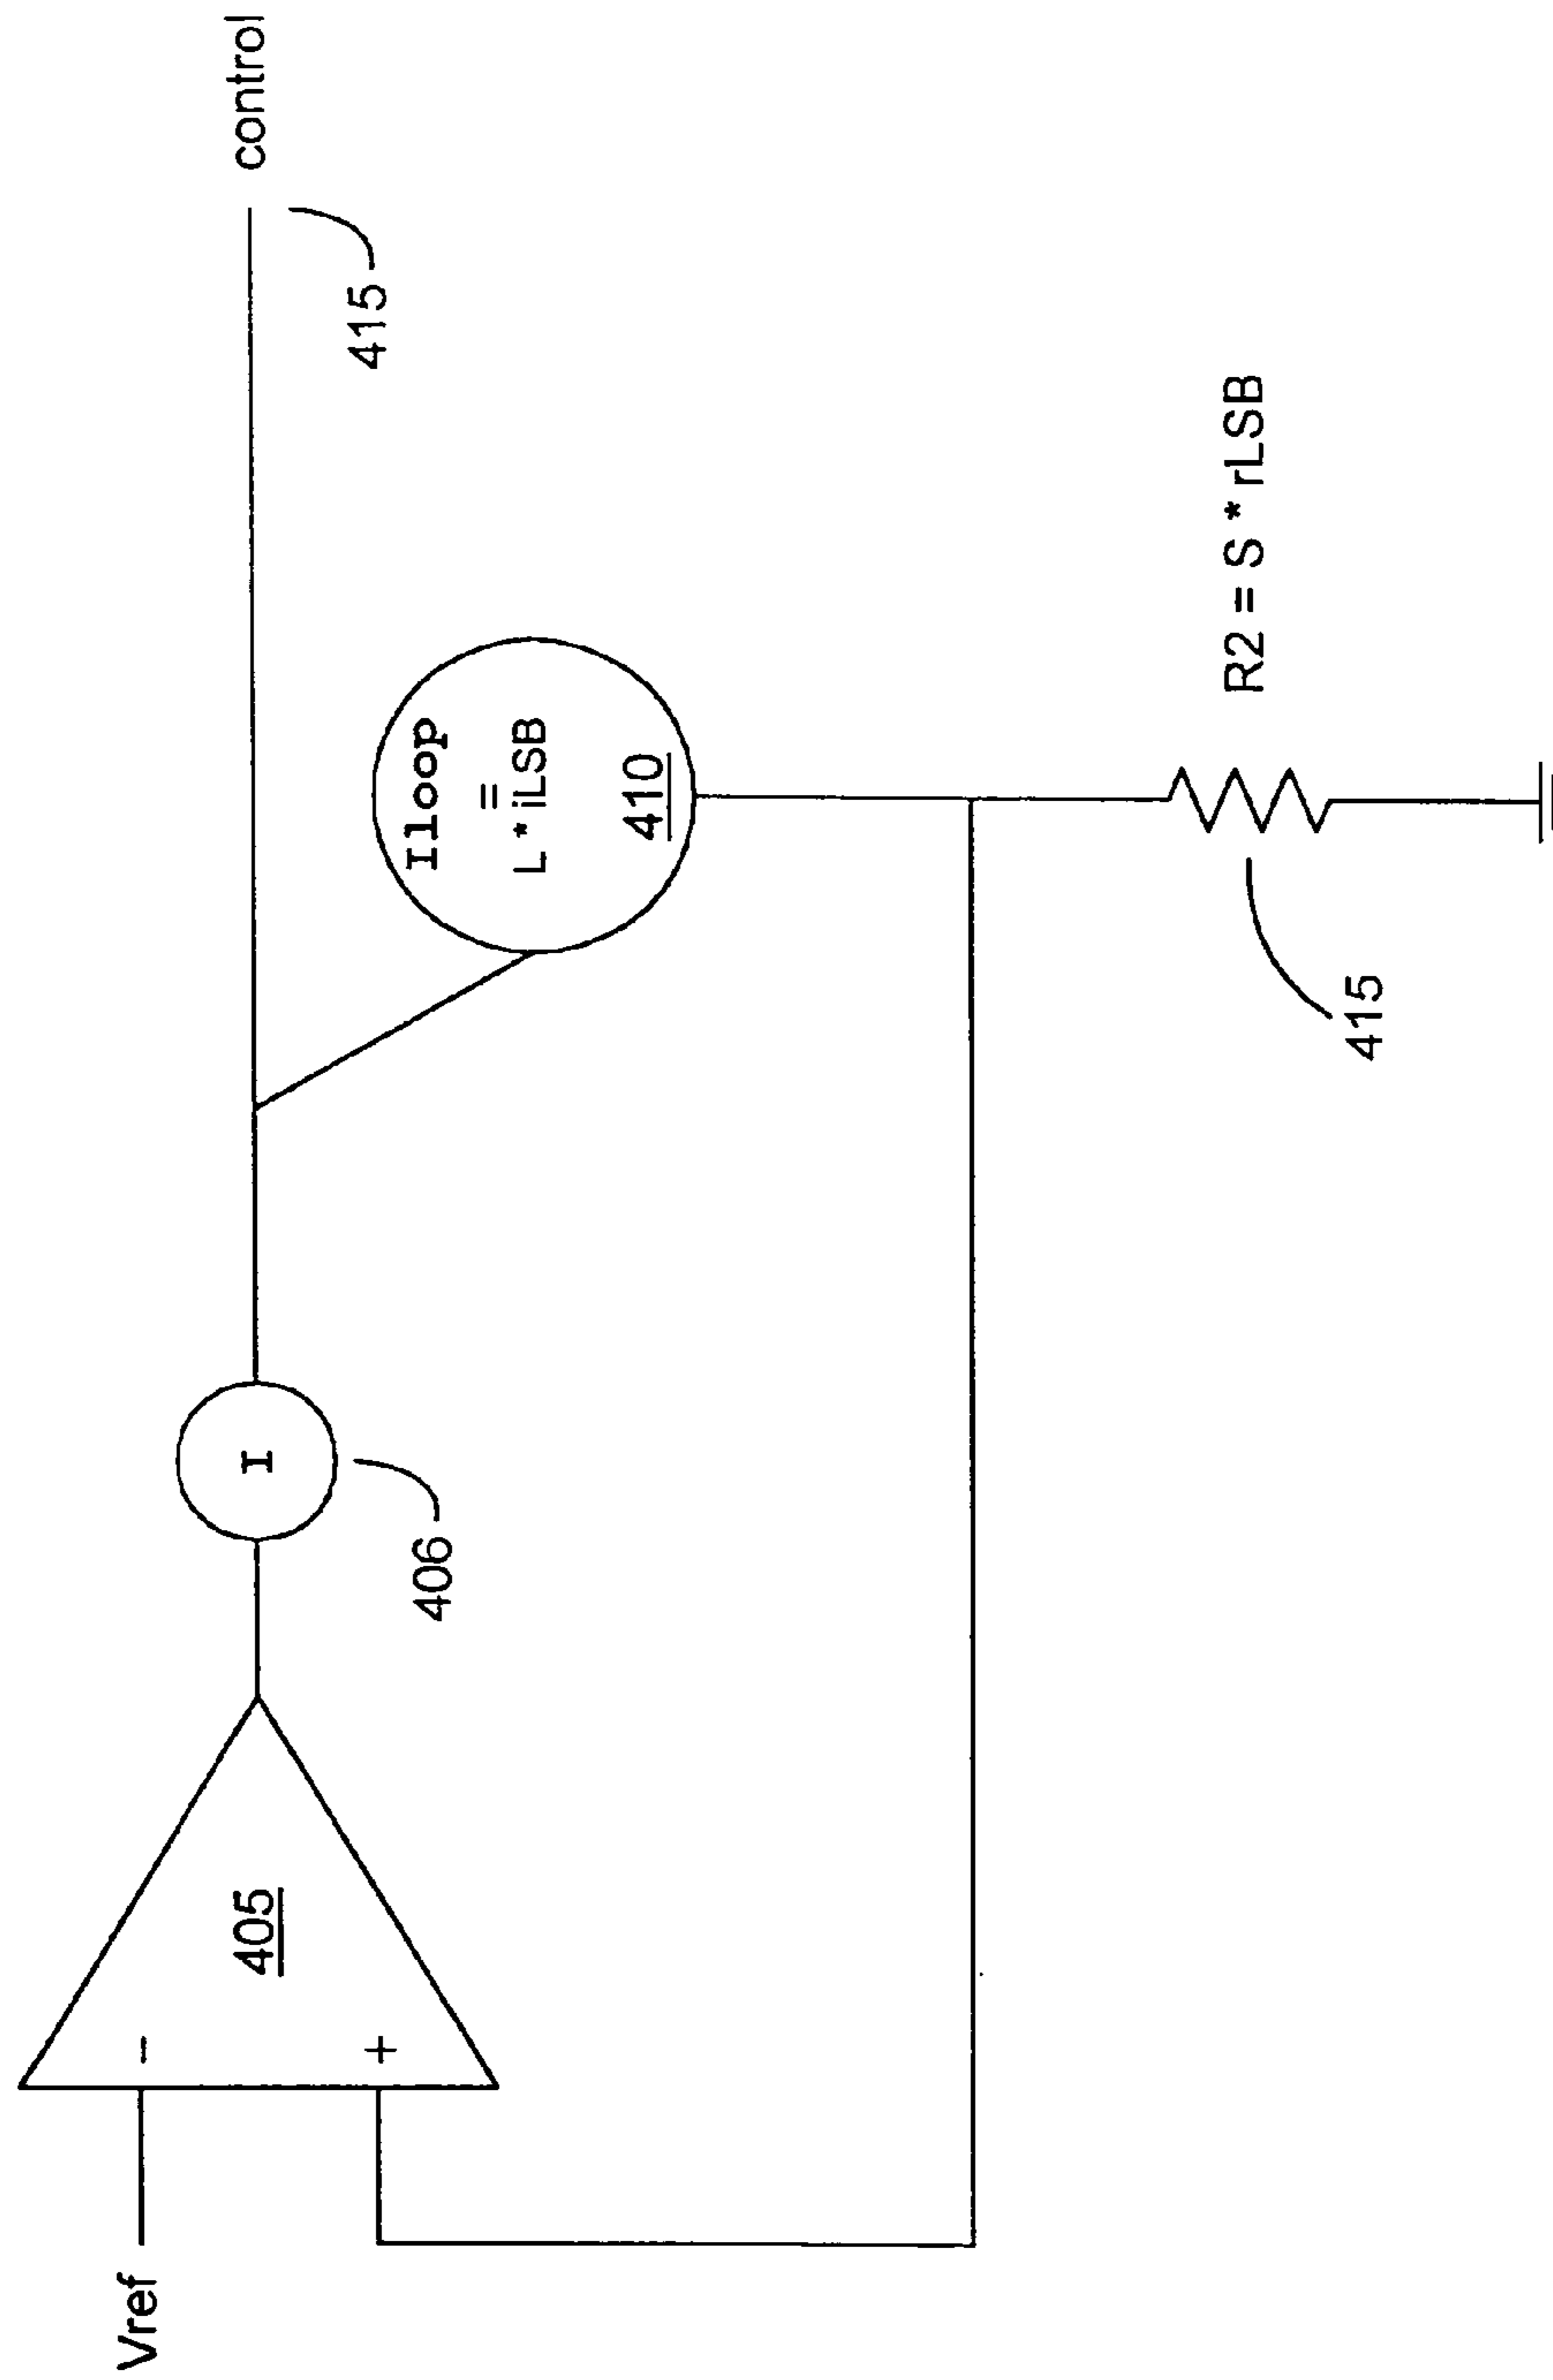 Vref
-
+
405
I
406
Iloop
=
L * iLSB
410
control
415
R2 = S * rLSB
415